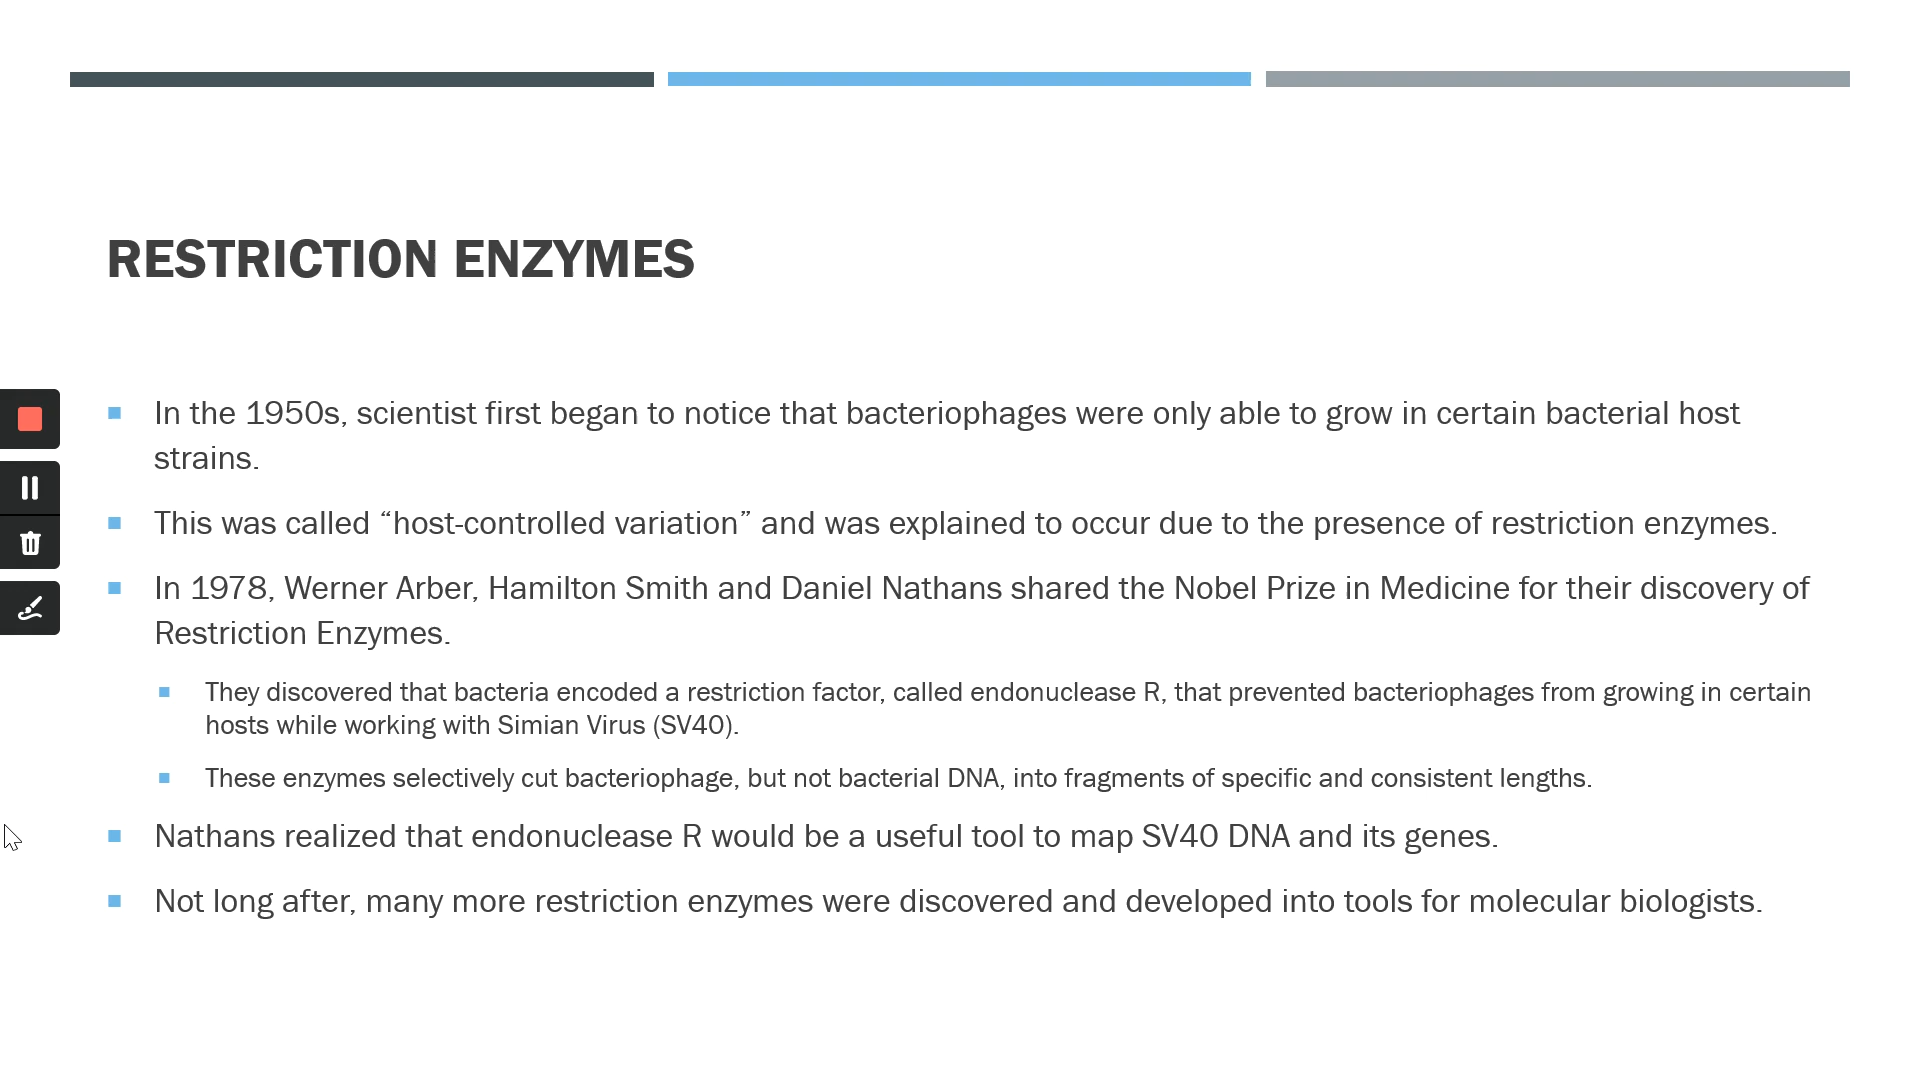 RESTRICTION ENZYMES
In the 1950s, scientist first began to notice that bacteriophages were only able to grow in certain bacterial host
strains.
This was called “host-controlled variation” and was explained to occur due to the presence of restriction enzymes.
In 1978, Werner Arber, Hamilton Smith and Daniel Nathans shared the Nobel Prize in Medicine for their discovery of
Restriction Enzymes.
They discovered that bacteria encoded a restriction factor, called endonuclease R, that prevented bacteriophages from growing in certain
hosts while working with Simian Virus (SV40).
These enzymes selectively cut bacteriophage, but not bacterial DNA, into fragments of specific and consistent lengths.
Nathans realized that endonuclease R would be a useful tool to map SV40 DNA and its genes.
Not long after, many more restriction enzymes were discovered and developed into tools for molecular biologists.